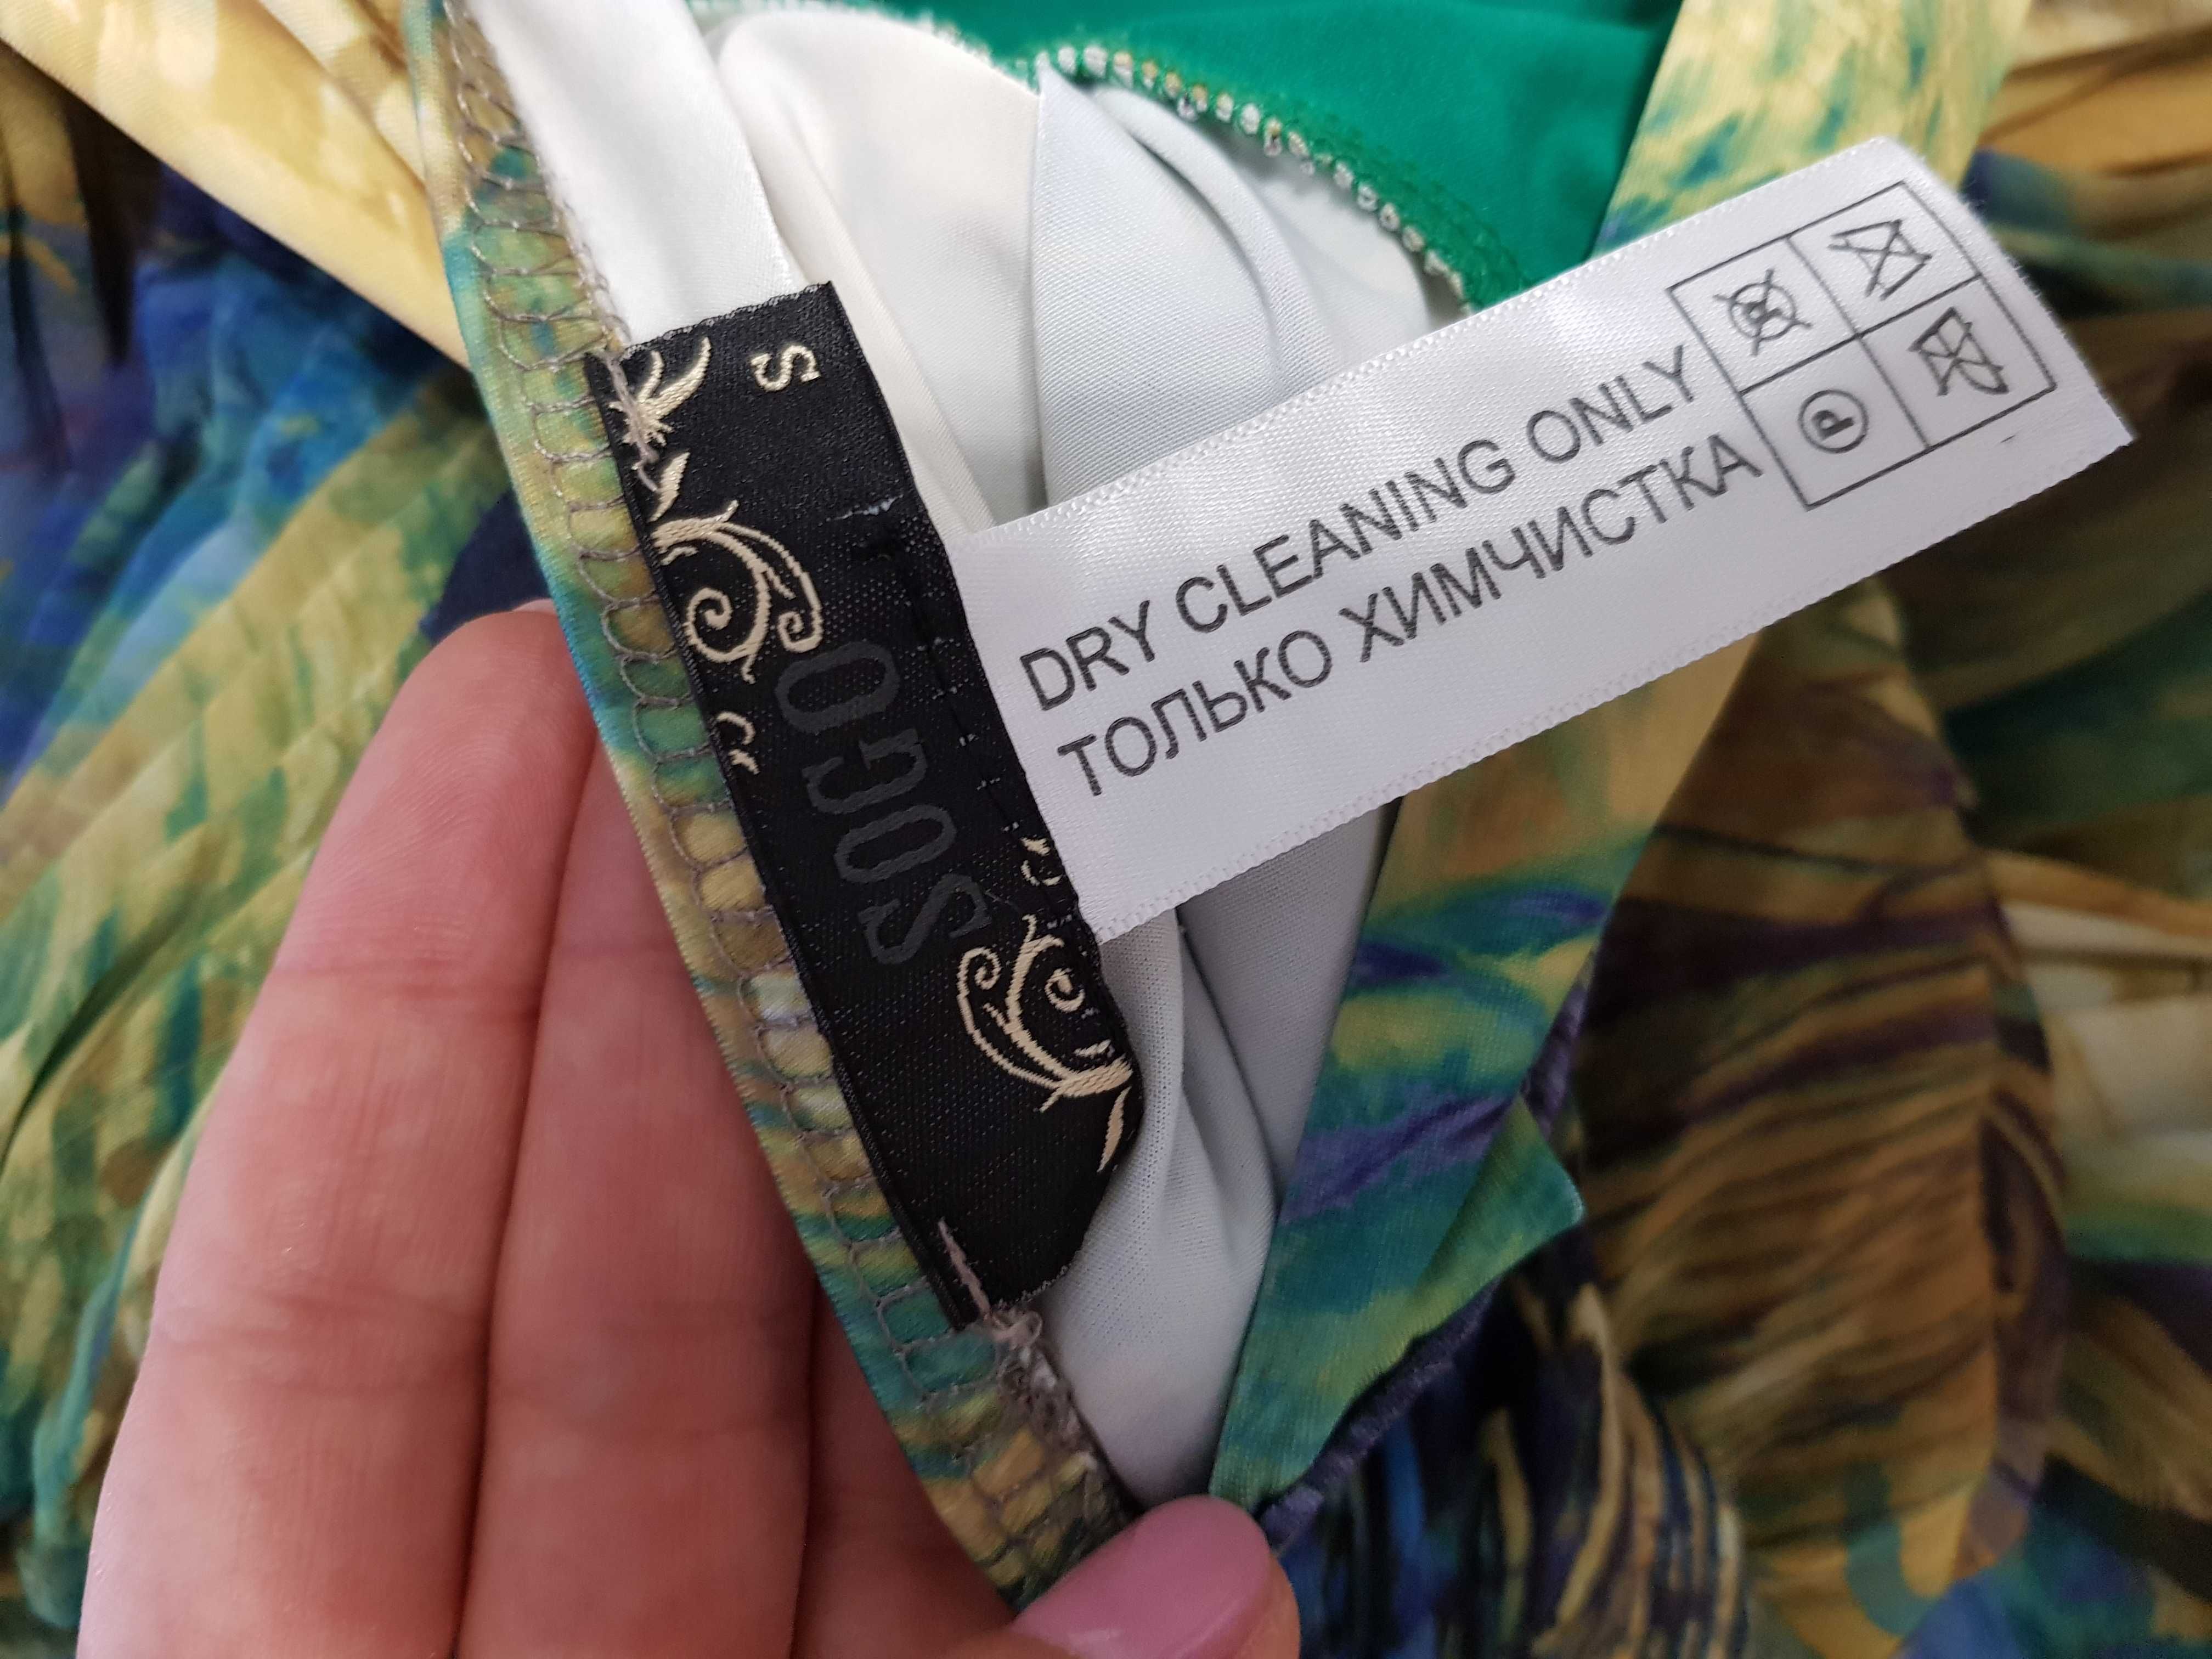 S
SOGO
DRY CLEANING ONLY
ТОЛЬКО ХИМЧИСТКА
P